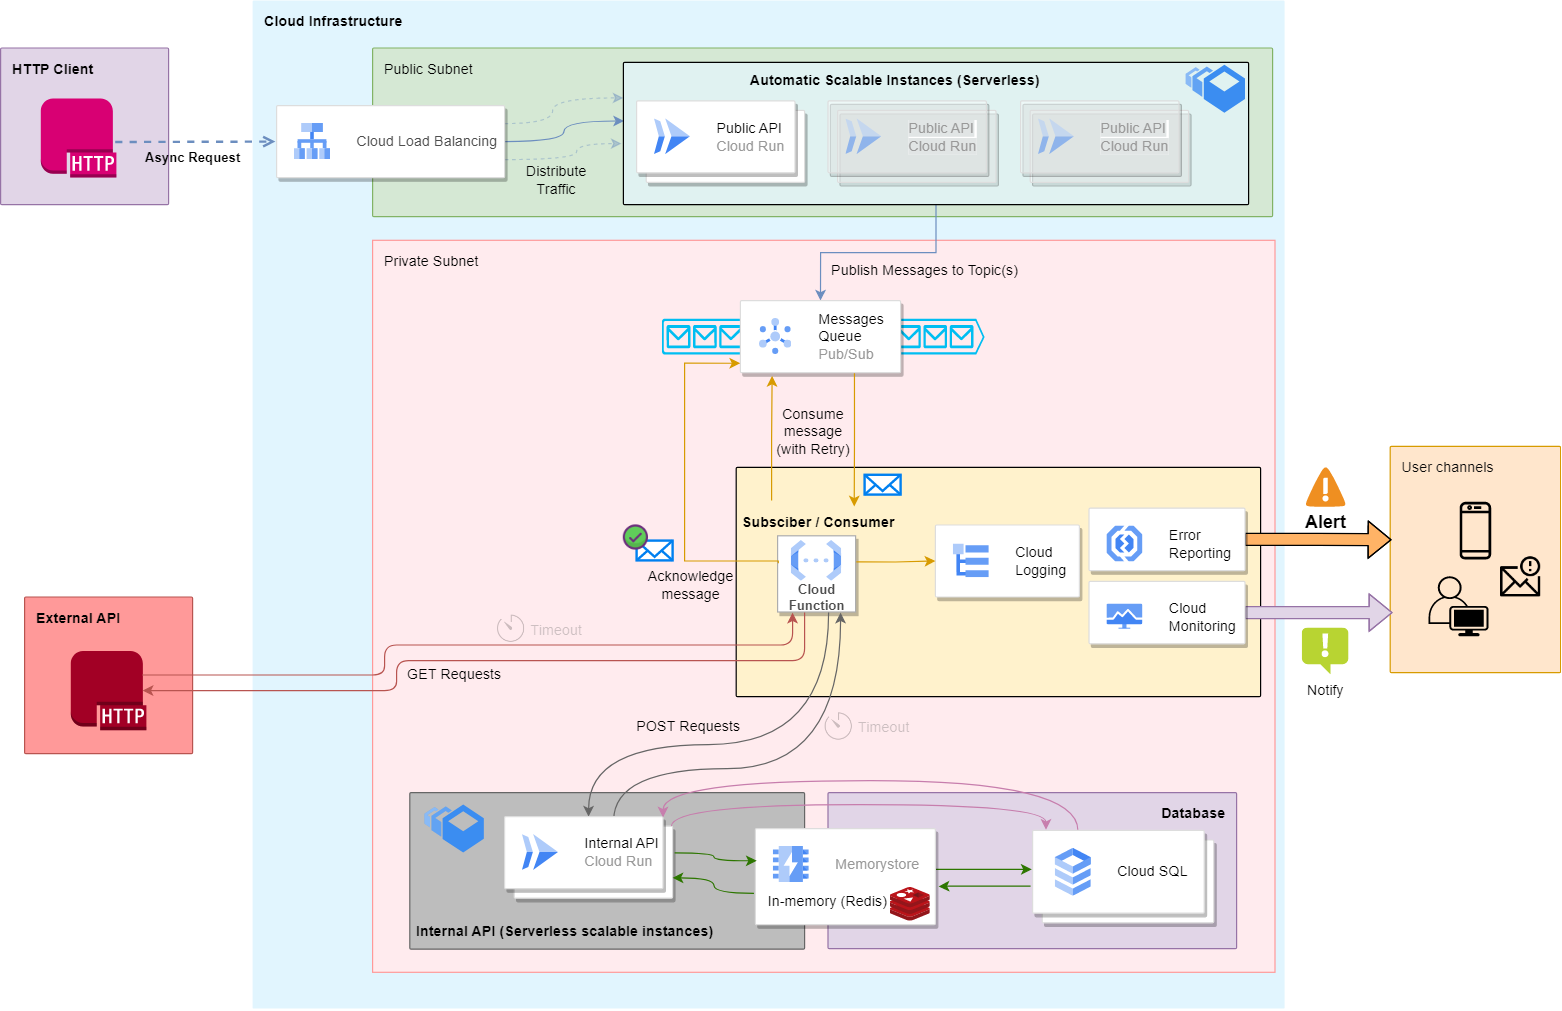 Cloud Infrastructure
HTTP Client
HTTP
Async Request
Public Subnet
Cloud Load Balancing
Distribute
Traffic
Automatic Scalable Instances (Serverless)
Public API
Cloud Run
Public API
Cloud Run
Public API
Cloud Run
Private Subnet
Publish Messages to Topic(s)
Messages
Queue
Pub/Sub
Consume
message
(with Retry)
Subsciber / Consumer
Cloud
Function
Acknowledge
message
Cloud
Logging
Error
Reporting
Cloud
Monitoring
Alert
Notify
User channels
External API
HTTP
Timeout
GET Requests
POST Requests
Timeout
Internal API
Cloud Run
Internal API (Serverless scalable instances)
Memorystore
In-memory (Redis)
Database
Cloud SQL